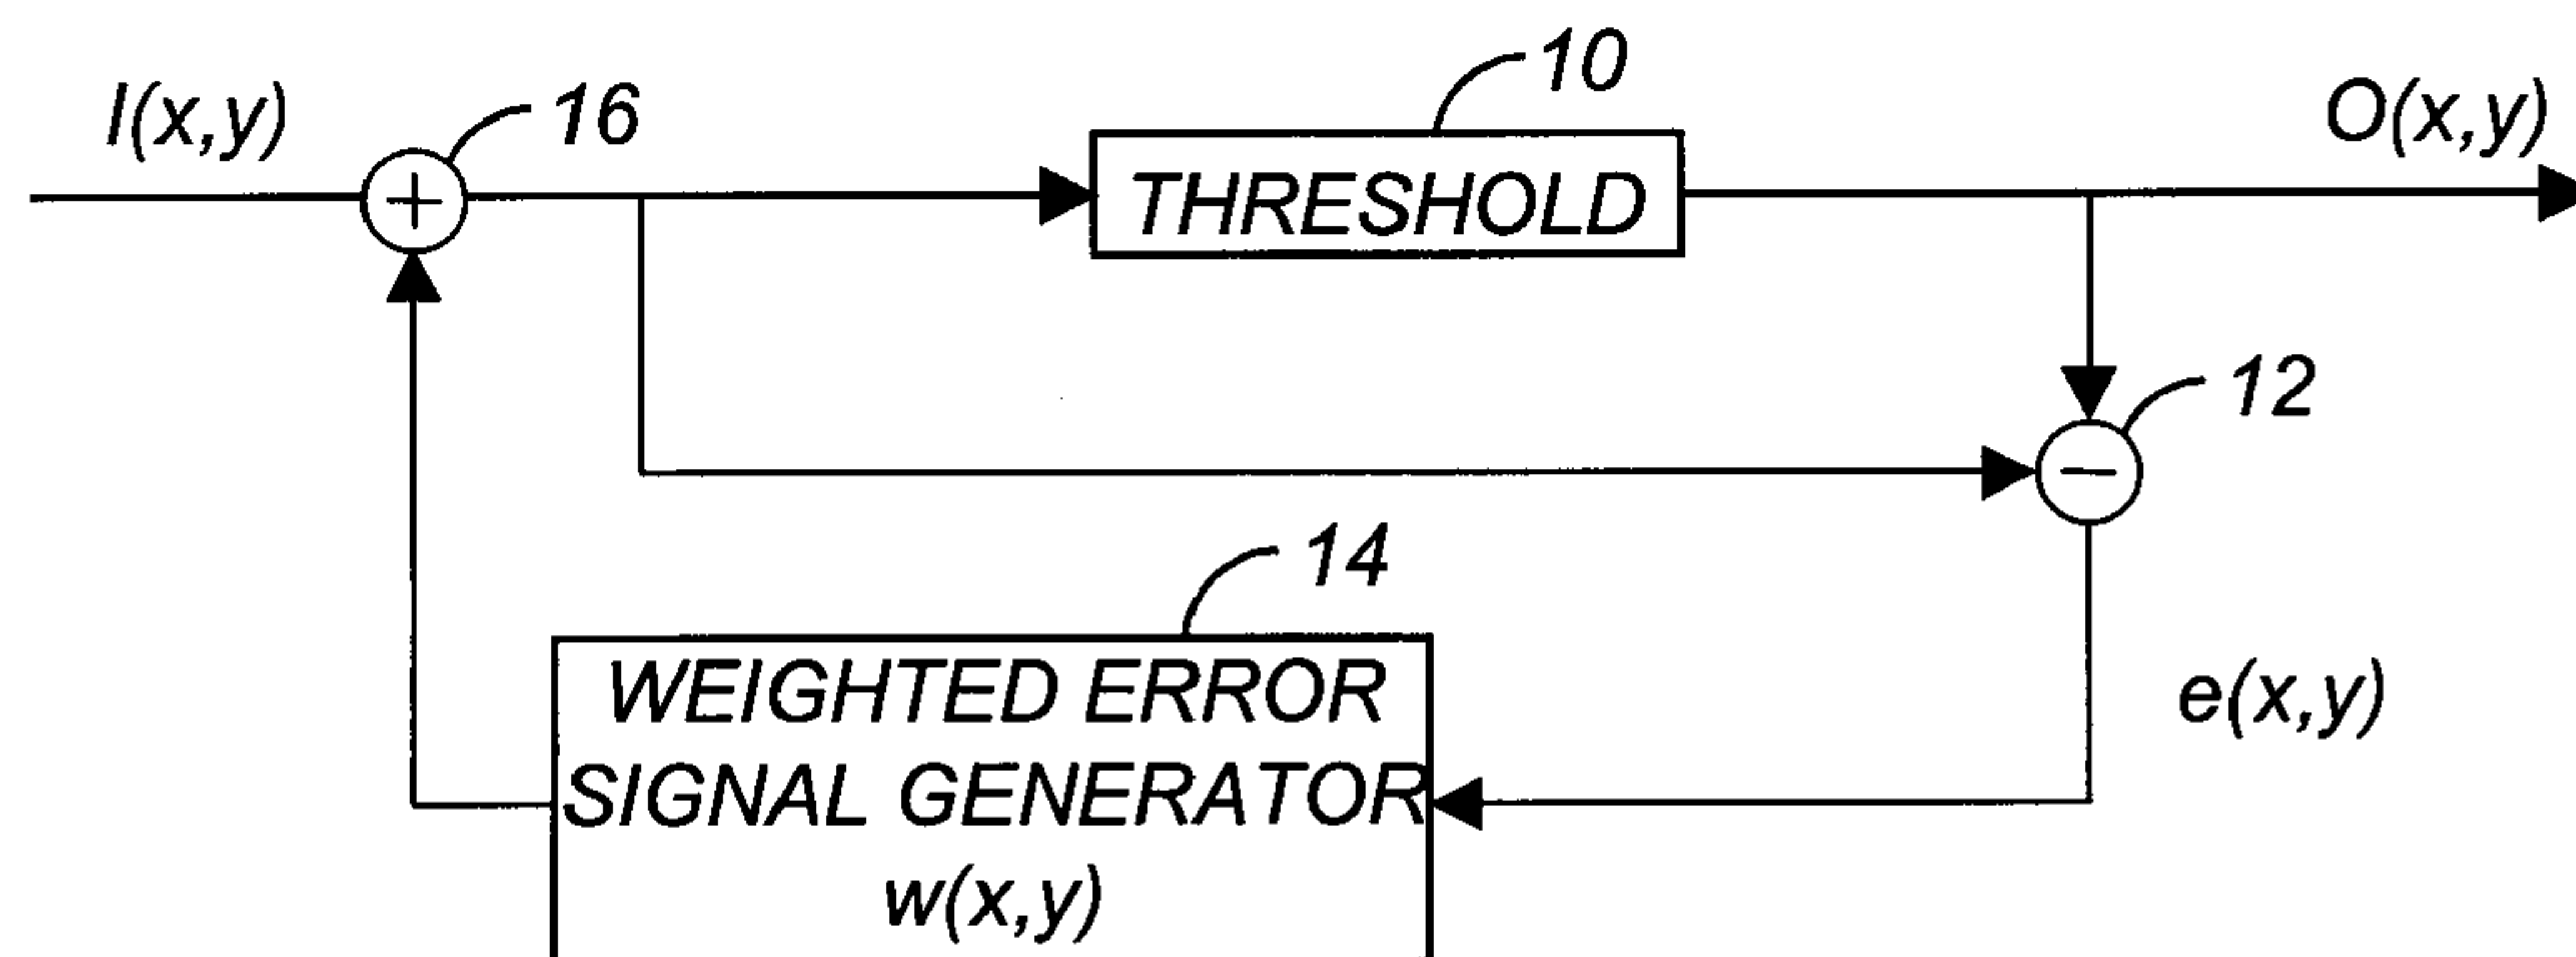 10
I(x,y)
16
O(x,y)
THRESHOLD
12
14
WEIGHTED ERROR
SIGNAL GENERATOR
w(x,y)
e(x,y)